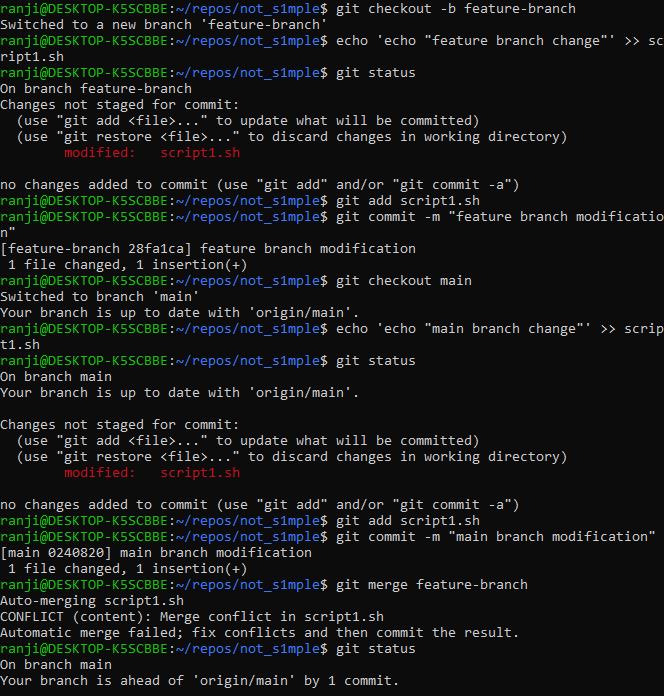 ranji@DESKTOP-K5SCBBE:~/repos/not_s1mple$ git checkout -b feature-branch
Switched to a new branch 'feature-branch'
ranji@DESKTOP-K5SCBBE:~/repos/not_s1mple$ echo 'echo "feature branch change"' >> sc
ript1.sh
ranji@DESKTOP-K5SCBBE:~/repos/not_s1mple$ git status
On branch feature-branch
Changes not staged for commit:
  (use "git add <file>..." to update what will be committed)
  (use "git restore <file>..." to discard changes in working directory)
        modified:   script1.sh

no changes added to commit (use "git add" and/or "git commit -a")
ranji@DESKTOP-K5SCBBE:~/repos/not_s1mple$ git add script1.sh
ranji@DESKTOP-K5SCBBE:~/repos/not_s1mple$ git commit -m "feature branch modificatio
n"
[feature-branch 28fa1ca] feature branch modification
 1 file changed, 1 insertion(+)
ranji@DESKTOP-K5SCBBE:~/repos/not_s1mple$ git checkout main
Switched to branch 'main'
Your branch is up to date with 'origin/main'.
ranji@DESKTOP-K5SCBBE:~/repos/not_s1mple$ echo 'echo "main branch change"' >> scrip
t1.sh
ranji@DESKTOP-K5SCBBE:~/repos/not_s1mple$ git status
On branch main
Your branch is up to date with 'origin/main'.

Changes not staged for commit:
  (use "git add <file>..." to update what will be committed)
  (use "git restore <file>..." to discard changes in working directory)
        modified:   script1.sh

no changes added to commit (use "git add" and/or "git commit -a")
ranji@DESKTOP-K5SCBBE:~/repos/not_s1mple$ git add script1.sh
ranji@DESKTOP-K5SCBBE:~/repos/not_s1mple$ git commit -m "main branch modification"
[main 0240820] main branch modification
 1 file changed, 1 insertion(+)
ranji@DESKTOP-K5SCBBE:~/repos/not_s1mple$ git merge feature-branch
Auto-merging script1.sh
CONFLICT (content): Merge conflict in script1.sh
Automatic merge failed; fix conflicts and then commit the result.
ranji@DESKTOP-K5SCBBE:~/repos/not_s1mple$ git status
On branch main
Your branch is ahead of 'origin/main' by 1 commit.